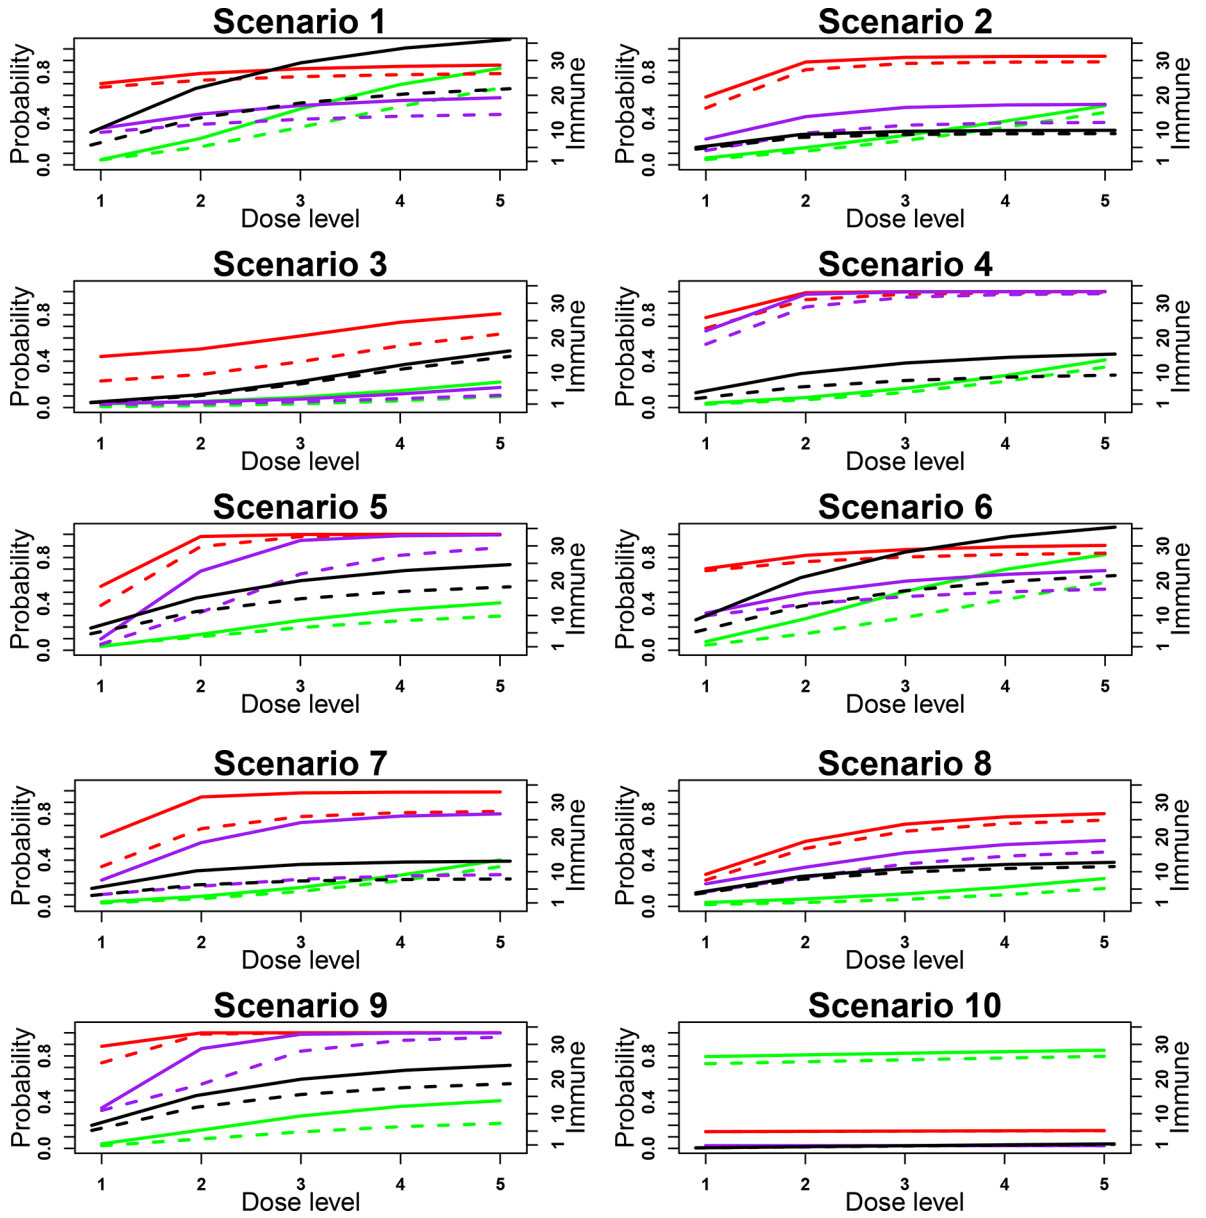 Scenario 1
Probability
0.0 0.4 0.8
1 10 20 30
Immune
1 2 3 4 5
Dose level
Scenario 2
Probability
0.0 0.4 0.8
1 10 20 30
Immune
1 2 3 4 5
Dose level
Scenario 3
Probability
0.0 0.4 0.8
1 10 20 30
Immune
1 2 3 4 5
Dose level
Scenario 4
Probability
0.0 0.4 0.8
1 10 20 30
Immune
1 2 3 4 5
Dose level
Scenario 5
Probability
0.0 0.4 0.8
1 10 20 30
Immune
1 2 3 4 5
Dose level
Scenario 6
Probability
0.0 0.4 0.8
1 10 20 30
Immune
1 2 3 4 5
Dose level
Scenario 7
Probability
0.0 0.4 0.8
1 10 20 30
Immune
1 2 3 4 5
Dose level
Scenario 8
Probability
0.0 0.4 0.8
1 10 20 30
Immune
1 2 3 4 5
Dose level
Scenario 9
Probability
0.0 0.4 0.8
1 10 20 30
Immune
1 2 3 4 5
Dose level
Scenario 10
Probability
0.0 0.4 0.8
1 10 20 30
Immune
1 2 3 4 5
Dose level